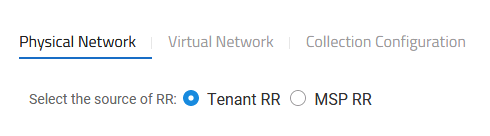 Physical Network | Virtual Network | Collection Configuration
Select the source of RR: Tenant RR MSP RR